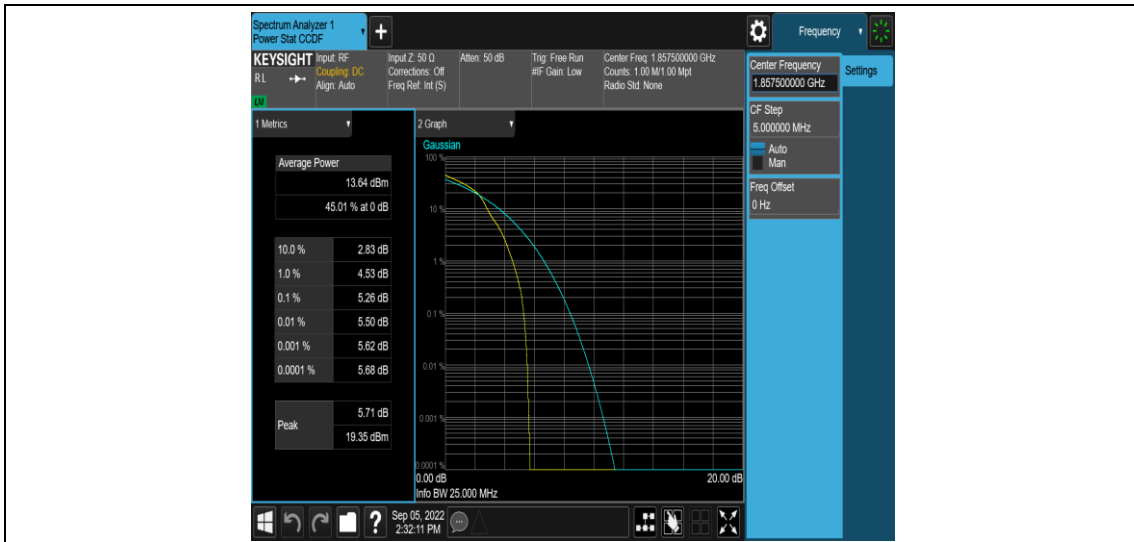 Spectrum Analyzer 1
Power Stat CCDF
Frequency
KEYSIGHT
RL
Input: RF
Coupling: DC
Align: Auto
Input Z: 50 Ω
Corrections: Off
Freq Ref: Int (S)
Atten: 50 dB
Trig: Free Run
#IF Gain: Low
Center Freq: 1.857500000 GHz
Counts: 1.00 M/1.00 Mpt
Radio Std: None
Center Frequency
1.857500000 GHz
Settings
CF Step
5.000000 MHz
Auto
Man
Freq Offset
0 Hz
1 Metrics
Average Power
13.64 dBm
45.01 % at 0 dB
10.0 % 2.83 dB
1.0 % 4.53 dB
0.1 % 5.26 dB
0.01 % 5.50 dB
0.001 % 5.62 dB
0.0001 % 5.68 dB
Peak 5.71 dB
19.35 dBm
2 Graph
Gaussian
100 %
10 %
1 %
0.1 %
0.01 %
0.001 %
0.0001 %
0.00 dB 20.00 dB
Info BW 25.000 MHz
?
Sep 05, 2022
2:32:11 PM